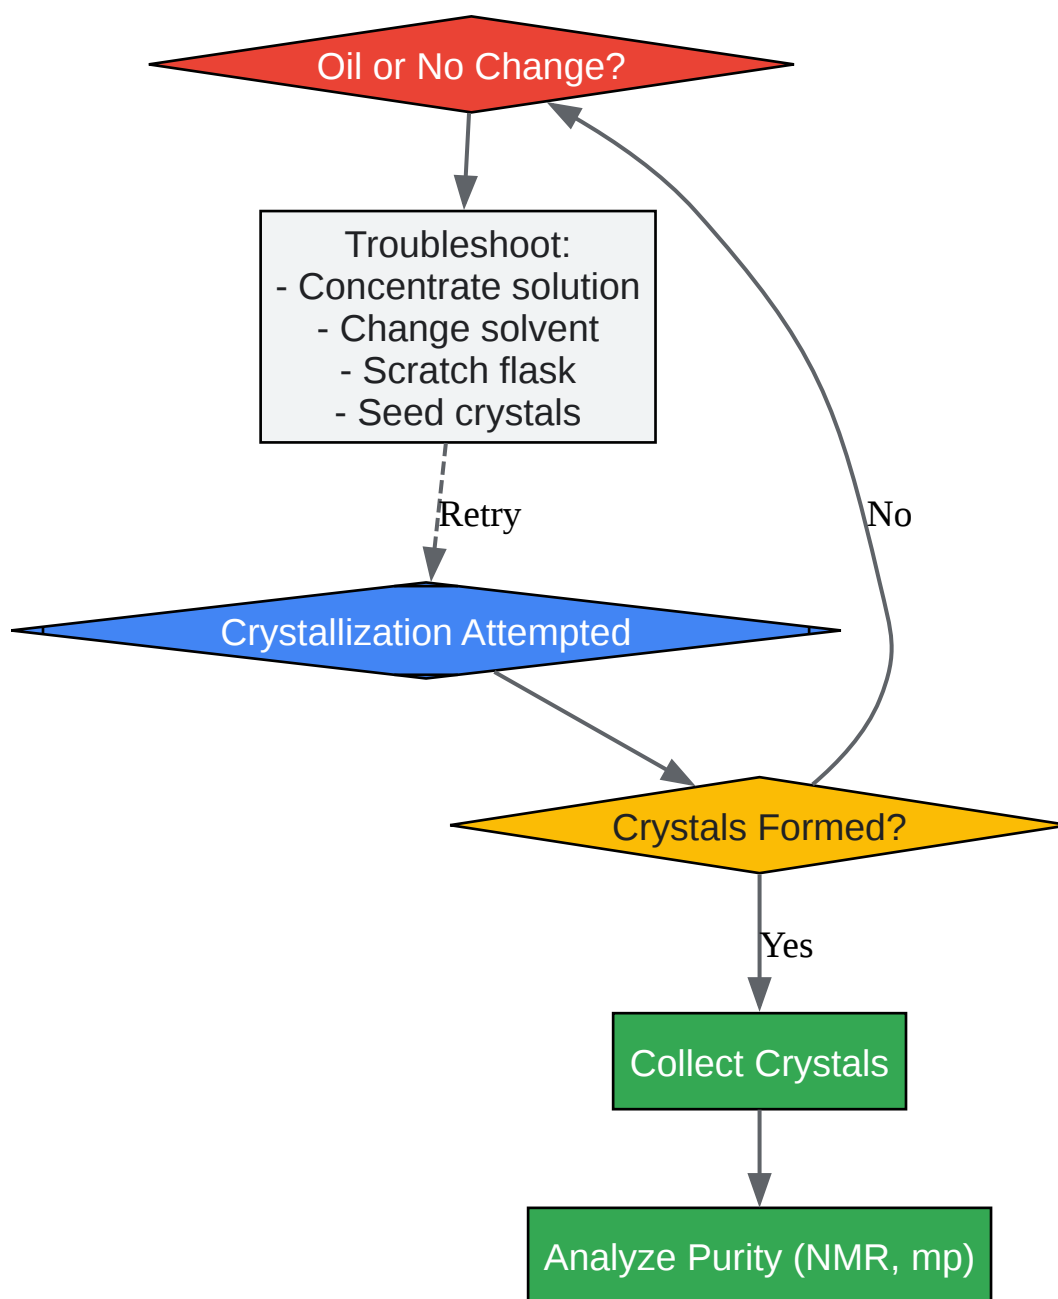 Oil or No Change?
Troubleshoot:
- Concentrate solution
- Change solvent
- Scratch flask
- Seed crystals
Retry
No
Crystallization Attempted
Crystals Formed?
Yes
Collect Crystals
Analyze Purity (NMR, mp)